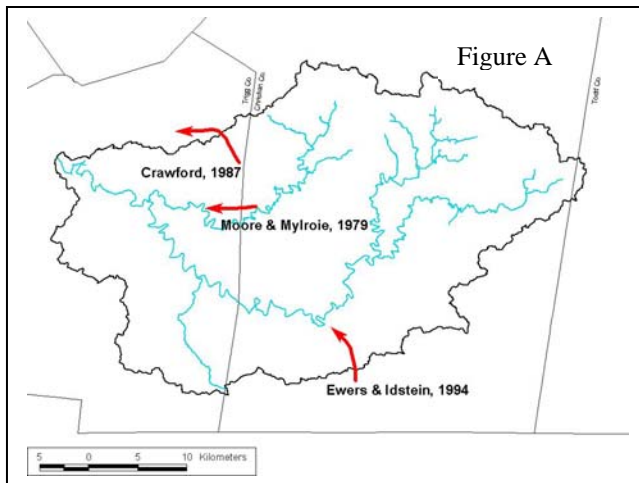 Figure A
Trigg Co.
Christian Co.
Todd Co.
Crawford, 1987
Moore & Mylroie, 1979
Ewers & Idstein, 1994
5 0 5 10 Kilometers